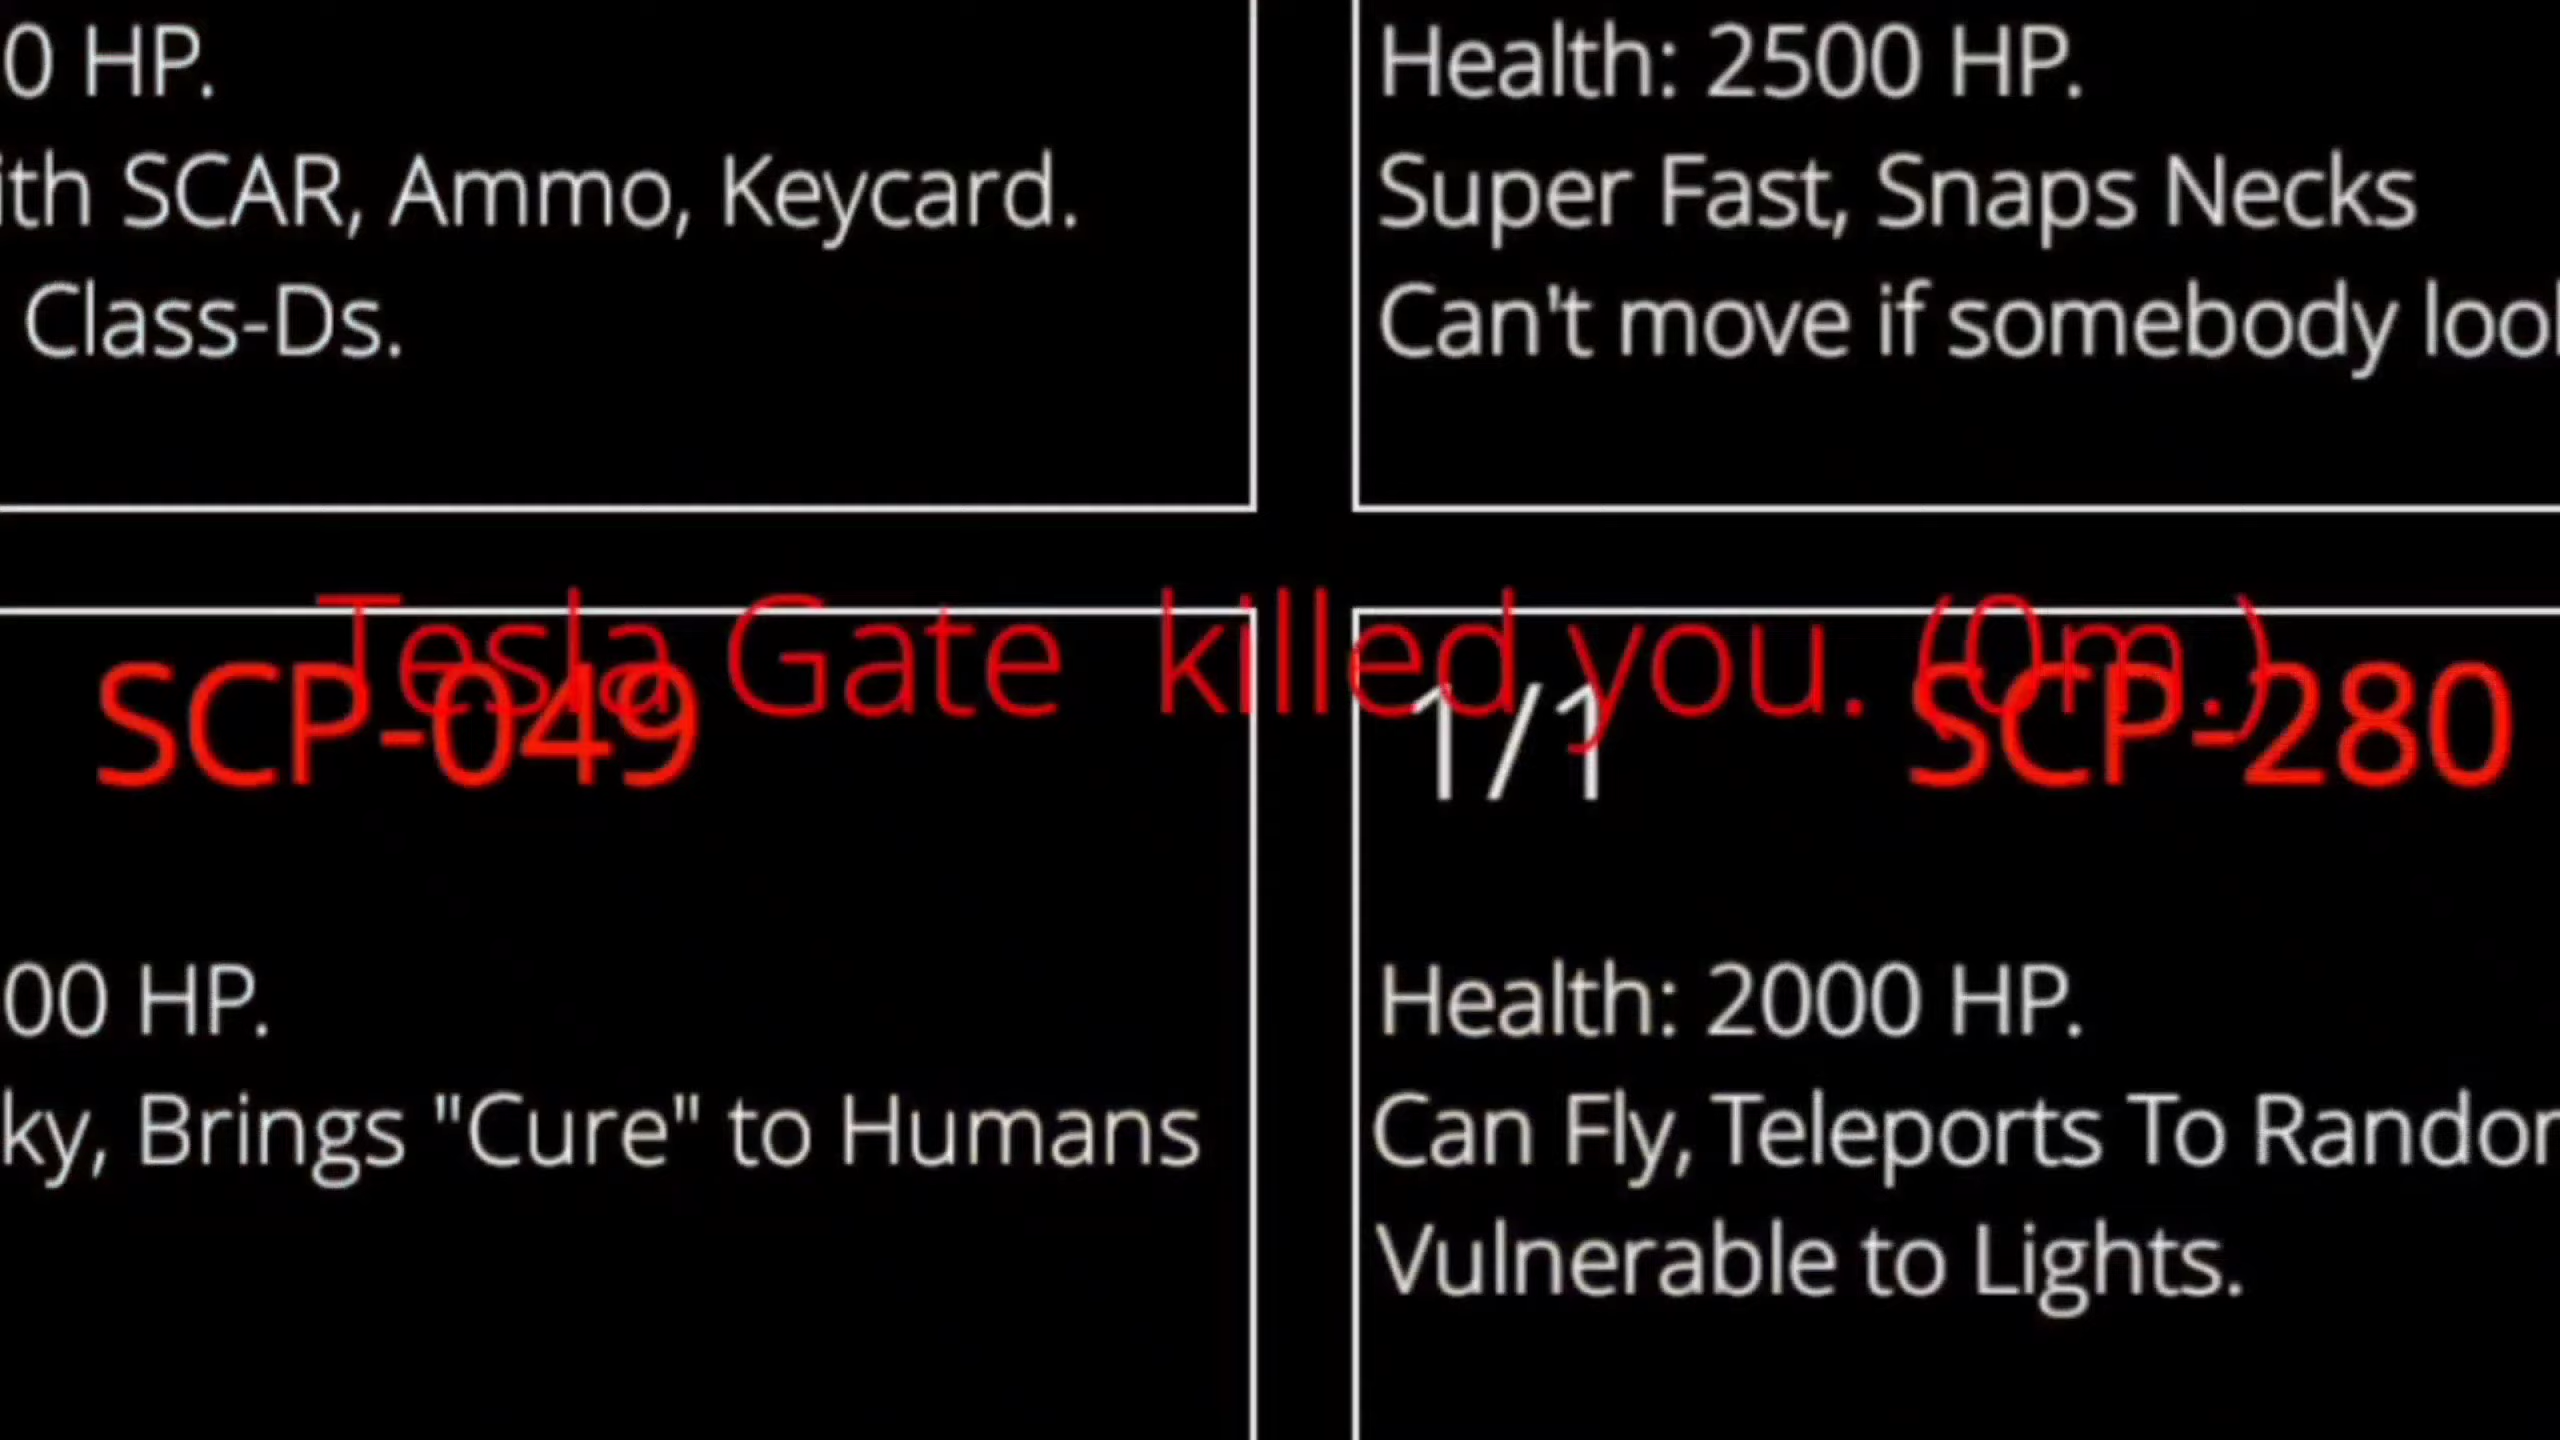 0 HP.
ith SCAR, Ammo, Keycard.
Class-Ds.
Health: 2500 HP.
Super Fast, Snaps Necks
Can't move if somebody look
Tesla Gate killed you. (0m.)
SCP-049
00 HP.
ky, Brings "Cure" to Humans
1/1 SCP-280
Health: 2000 HP.
Can Fly, Teleports To Random
Vulnerable to Lights.